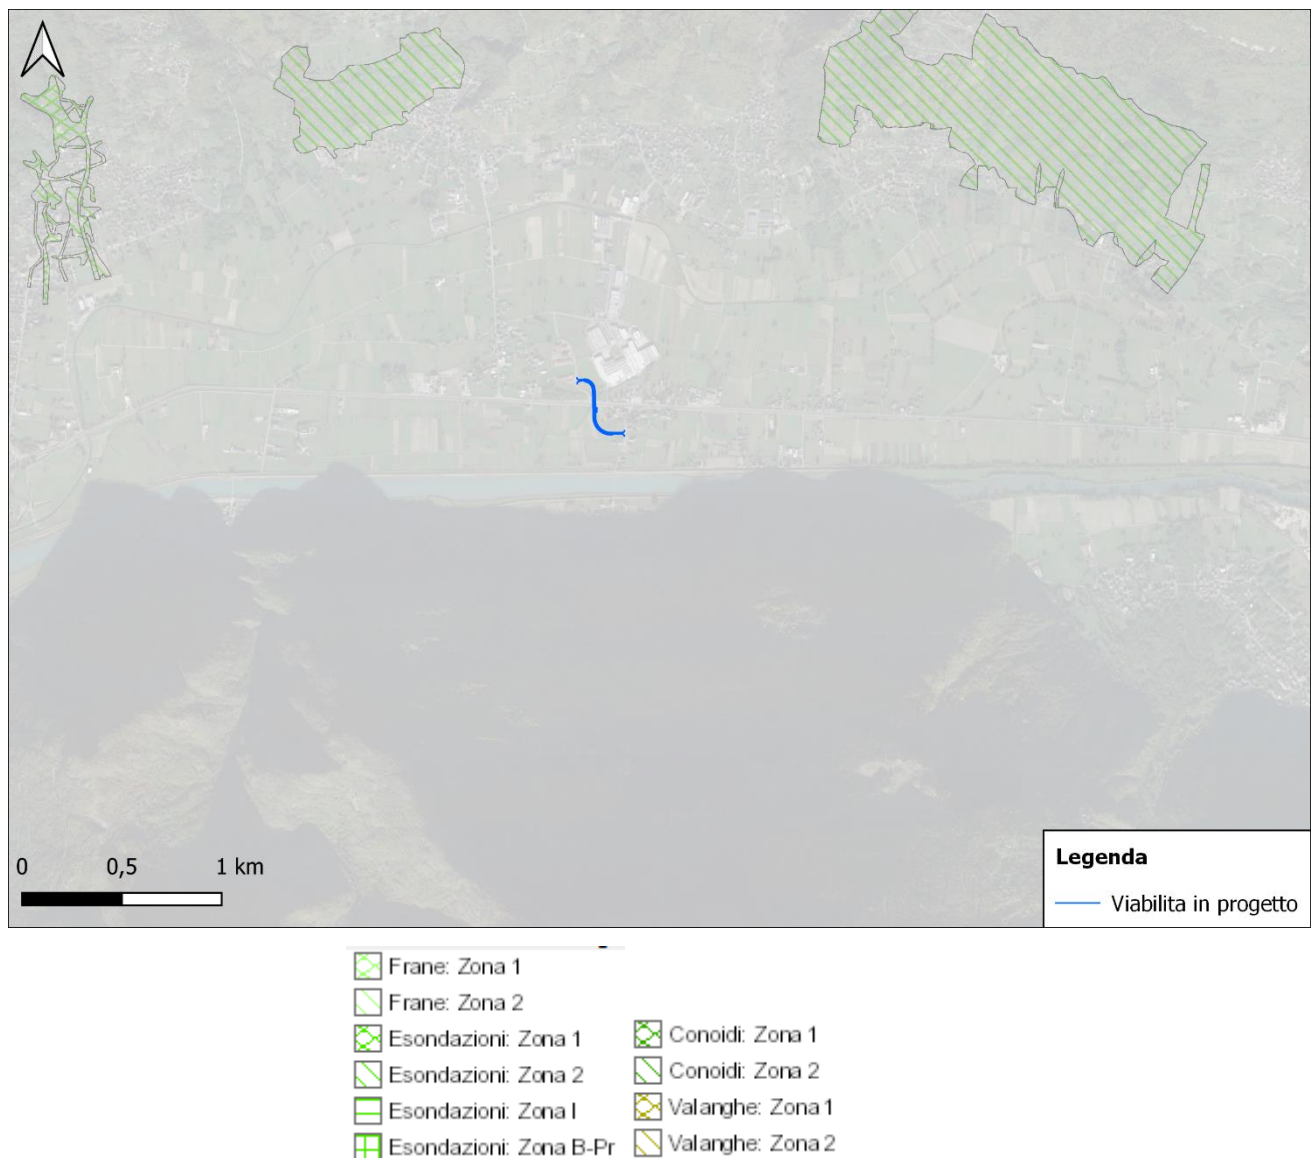 0 0,5 1 km
Legenda
Viabilita in progetto
Frane: Zona 1
Frane: Zona 2
Esondazioni: Zona 1
Esondazioni: Zona 2
Esondazioni: Zona I
Esondazioni: Zona B-Pr
Conoidi: Zona 1
Conoidi: Zona 2
Valanghe: Zona 1
Valanghe: Zona 2